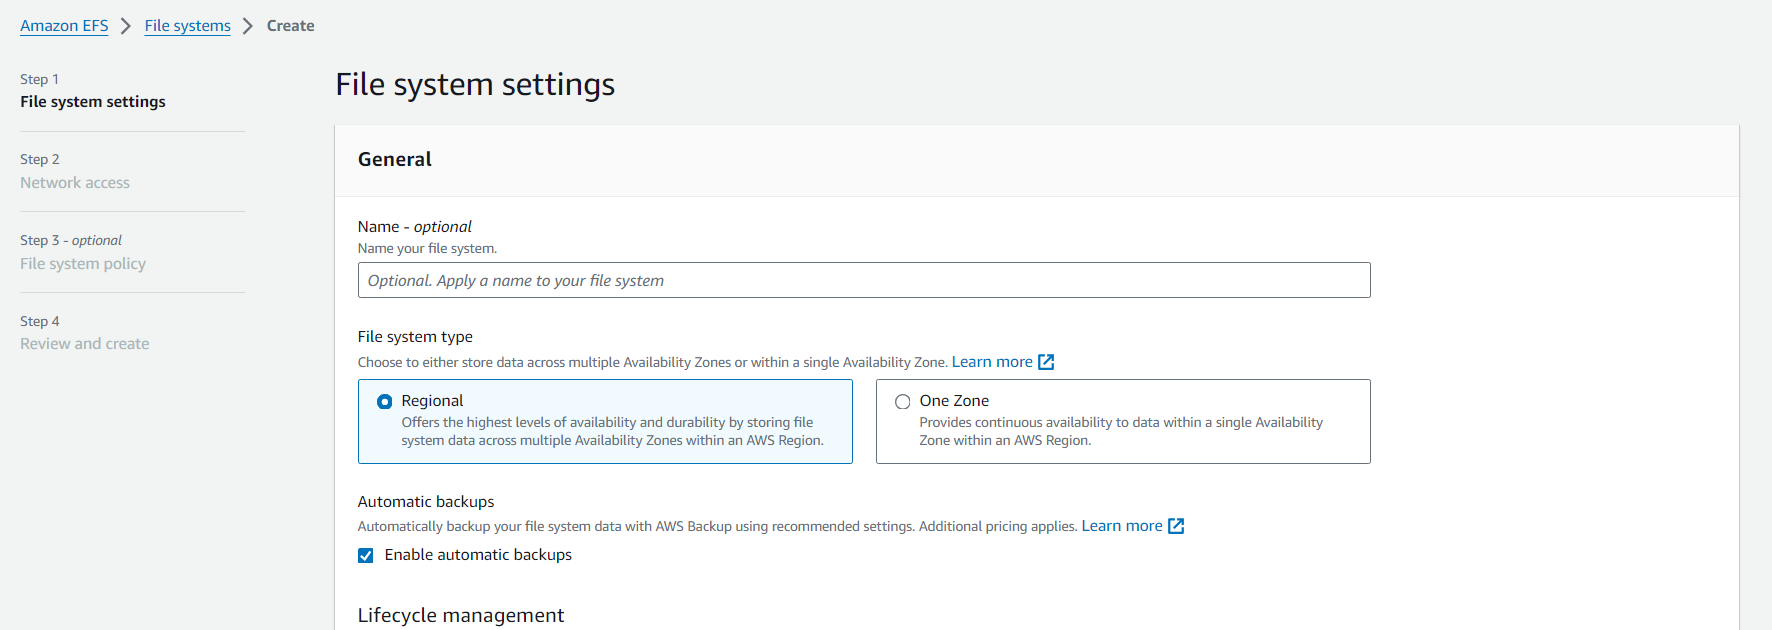 Amazon EFS > File systems > Create
Step 1
File system settings
Step 2
Network access
Step 3 - optional
File system policy
Step 4
Review and create
File system settings
General
Name - optional
Name your file system.
Optional. Apply a name to your file system
File system type
Choose to either store data across multiple Availability Zones or within a single Availability Zone. Learn more
Regional
Offers the highest levels of availability and durability by storing file
system data across multiple Availability Zones within an AWS Region.
One Zone
Provides continuous availability to data within a single Availability
Zone within an AWS Region.
Automatic backups
Automatically backup your file system data with AWS Backup using recommended settings. Additional pricing applies. Learn more
Enable automatic backups
Lifecycle management